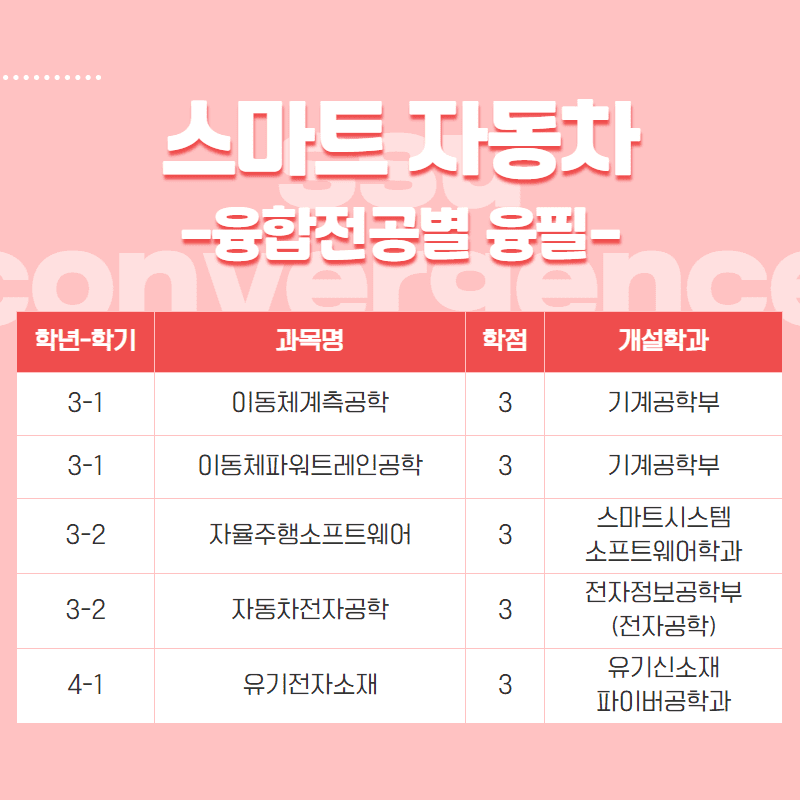 스마트 자동차
-융합전공별 융필-
convergence
학년-학기 과목명 학점 개설학과
3-1 이동체계측공학 3 기계공학부
3-1 이동체파워트레인공학 3 기계공학부
3-2 자율주행소프트웨어 3 스마트시스템
소프트웨어학과
3-2 자동차전자공학 3 전자정보공학부
(전자공학)
4-1 유기전자소재 3 유기신소재
파이버공학과